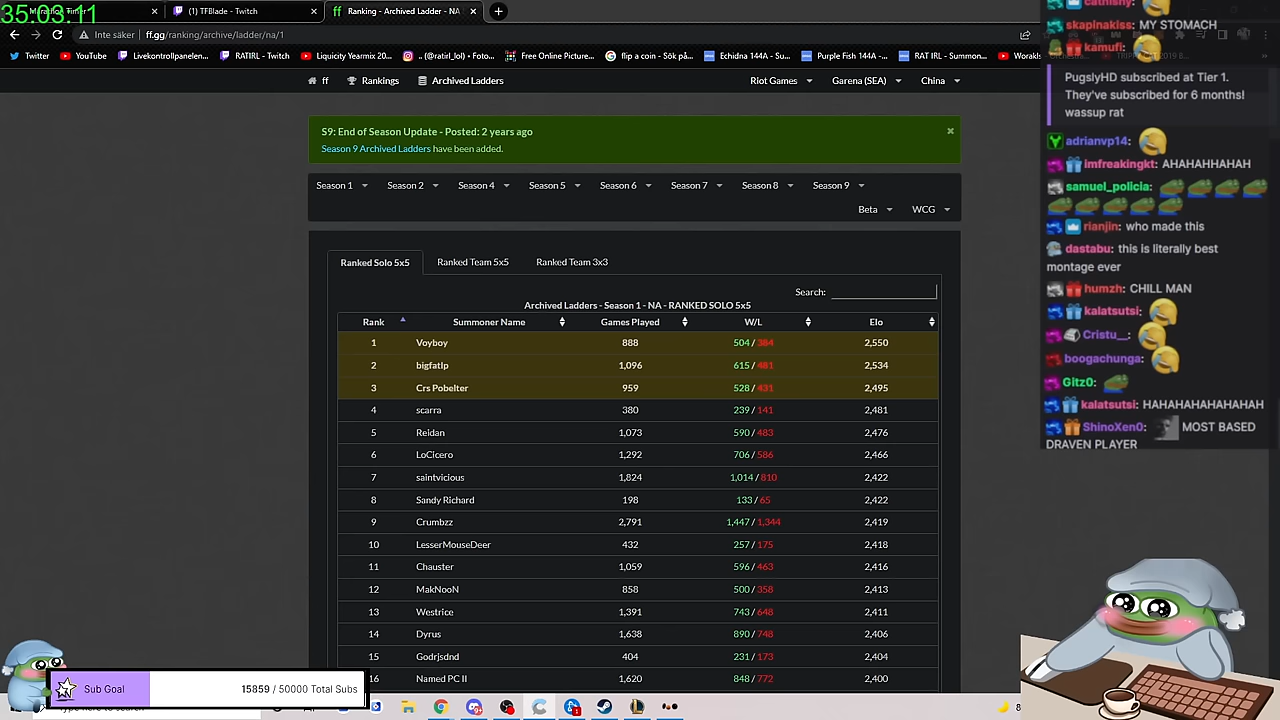 35:03:11
(1) TFBlade - Twitch
Ranking - Archived Ladder - NA
Inte säker
ff.gg/ranking/archive/ladder/na/1
Twitter
YouTube
Livekontrollpanelen...
RATIRL - Twitch
Free Online Picture...
flip a coin - Sök på...
Echidna 144A - Su...
Purple Fish 144A -...
RAT IRL - Summon...
ff
Rankings
Archived Ladders
Riot Games
Garena (SEA)
China
S9: End of Season Update - Posted: 2 years ago
Season 9 Archived Ladders have been added.
Season 1
Season 2
Season 4
Season 5
Season 6
Season 7
Season 8
Season 9
Beta
WCG
Ranked Solo 5x5
Ranked Team 5x5
Ranked Team 3x3
Search:
Archived Ladders - Season 1 - NA - RANKED SOLO 5x5
Rank Summoner Name Games Played W/L Elo
1 Voyboy 888 504 / 384 2,550
2 bigfatlp 1,096 615 / 481 2,534
3 Crs Pobelter 959 528 / 431 2,495
4 Zuirra 380 239 / 141 2,481
5 Reldan 1,073 590 / 483 2,476
6 LoCicero 1,292 706 / 586 2,466
7 saintvicious 1,824 1,014 / 810 2,422
8 Sandy Richard 198 133 / 65 2,422
9 Crumbzz 2,791 1,447 / 1,344 2,419
10 LesserMouseDeer 432 257 / 175 2,418
11 Chauster 1,059 596 / 463 2,416
12 MakNooN 858 500 / 358 2,413
13 Westrice 1,391 743 / 648 2,411
14 Dyrus 1,638 890 / 748 2,406
15 Godrjsdnd 404 231 / 173 2,404
16 Named PC II 1,620 848 / 772 2,400
Sub Goal
15859 / 50000 Total Subs
skapinakiss: MY STOMACH
kamufi:
PugslyHD subscribed at Tier 1.
They've subscribed for 6 months!
wassup rat
adrianvp14:
imfreakingkt: AHAHAHHAHAH
samuel_policia:
rianjin: who made this
dastabu: this is literally best
montage ever
humzh: CHILL MAN
kalatsutsi:
Cristu__:
boogachunga:
Gitz0:
kalatsutsi: HAHAHAHAHAHAHAH
ShinoXen0: MOST BASED
DRAVEN PLAYER